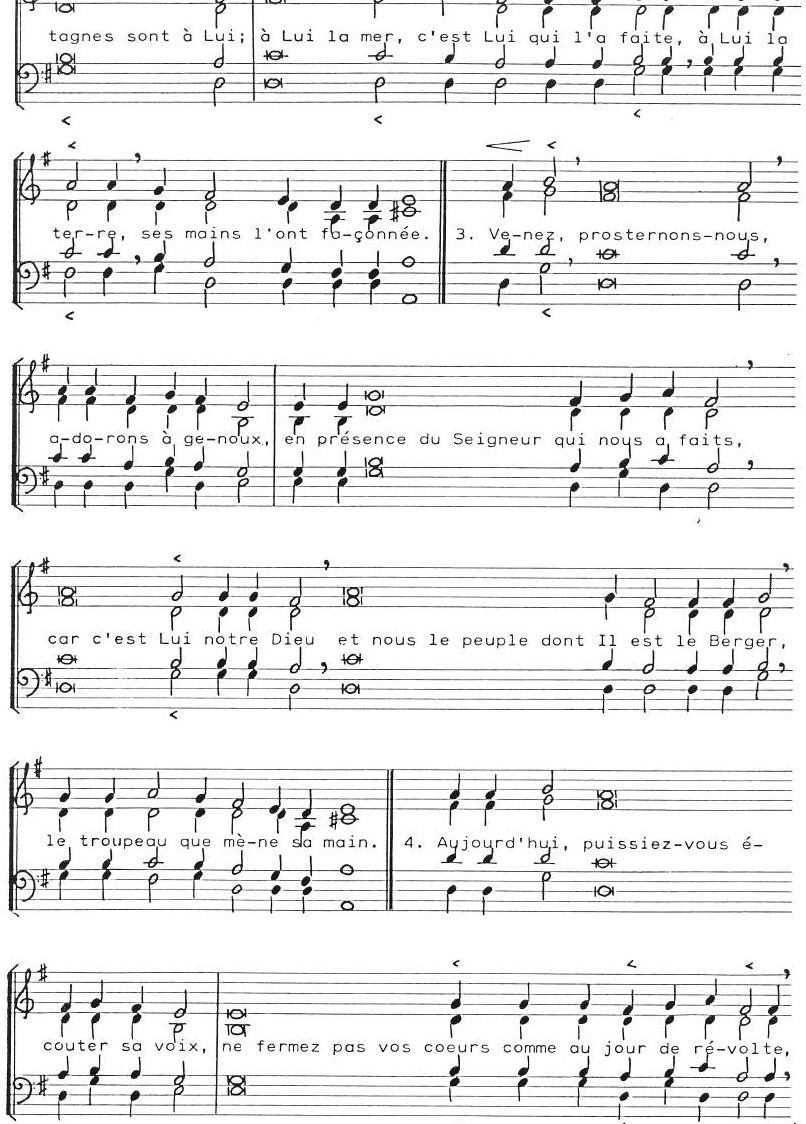 tagnes sont à Lui; à Lui la mer, c'est Lui qui l'a faite, à Lui la
ter-re, ses mains l'ont fa-çonnée. 3. Ve-nez, prosternons-nous,
a-do-rons à ge-noux, en présence du Seigneur qui nous a faits,
car c'est Lui notre Dieu et nous le peuple dont Il est le Berger,
le troupeau que mè-ne sa main. 4. Aujourd'hui, puissiez-vous é-
couter sa voix, ne fermez pas vos coeurs comme au jour de ré-volte,